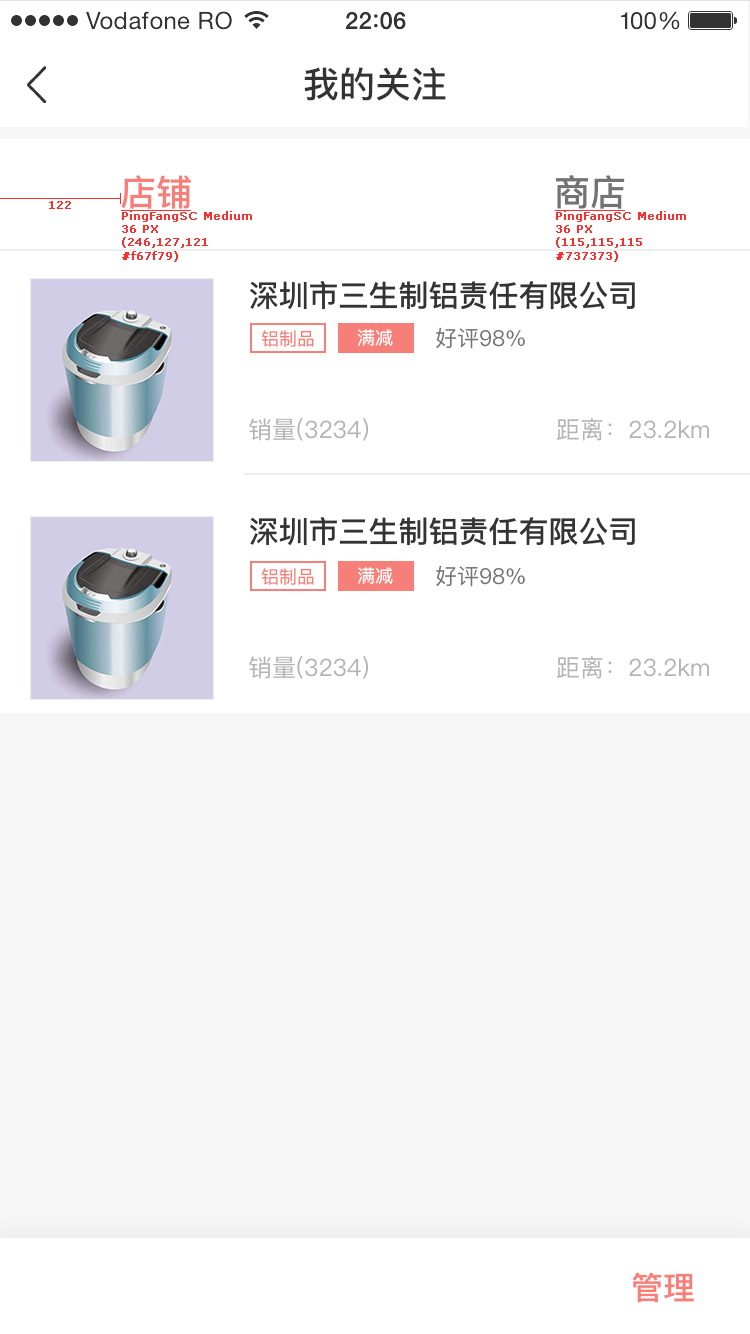 Vodafone RO 22:06 100%
我的关注
店铺 商店
122
PingFangSC Medium PingFangSC Medium
36 PX 36 PX
(246,127,121 (115,115,115
#f67f79) #737373)
深圳市三生制铝责任有限公司
铝制品 满减 好评98%
销量(3234) 距离：23.2km
深圳市三生制铝责任有限公司
铝制品 满减 好评98%
销量(3234) 距离：23.2km
管理